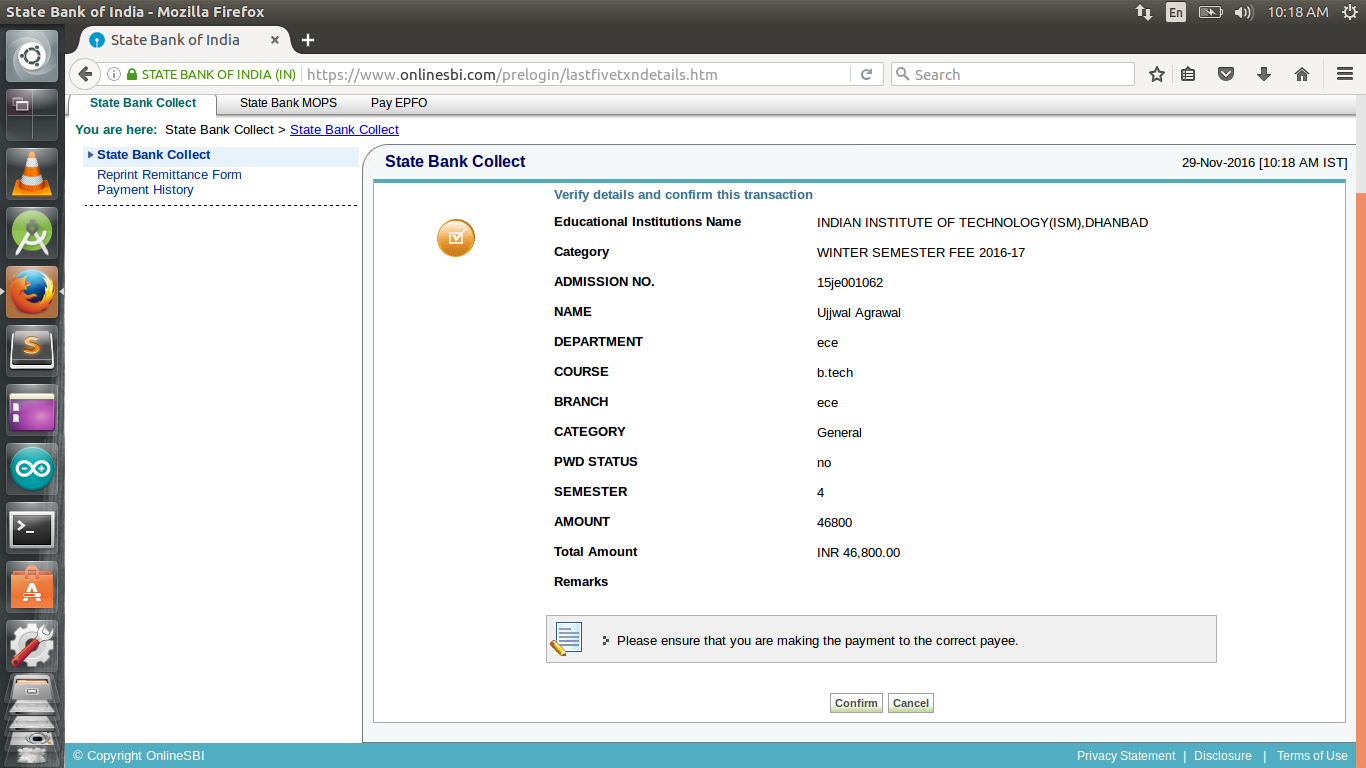 State Bank of India - Mozilla Firefox
En
10:18 AM
State Bank of India
STATE BANK OF INDIA (IN)
https://www.onlinesbi.com/prelogin/lastfivetxndetails.htm
Search
State Bank Collect State Bank MOPS Pay EPFO
You are here: State Bank Collect > State Bank Collect
State Bank Collect
Reprint Remittance Form
Payment History
State Bank Collect
29-Nov-2016 [10:18 AM IST]
Verify details and confirm this transaction
Educational Institutions Name INDIAN INSTITUTE OF TECHNOLOGY(ISM),DHANBAD
Category WINTER SEMESTER FEE 2016-17
ADMISSION NO. 15je001062
NAME Ujjwal Agrawal
DEPARTMENT ece
COURSE b.tech
BRANCH ece
CATEGORY General
PWD STATUS no
SEMESTER 4
AMOUNT 46800
Total Amount INR 46,800.00
Remarks
Please ensure that you are making the payment to the correct payee.
Confirm Cancel
© Copyright OnlineSBI
Privacy Statement | Disclosure | Terms of Use